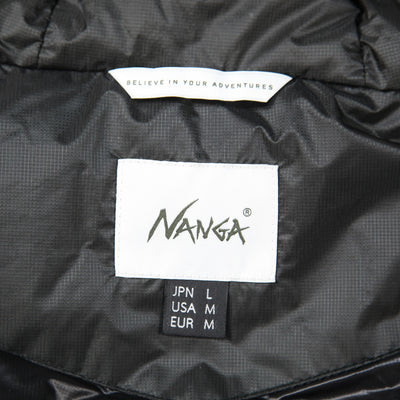 BELIEVE IN YOUR ADVENTURES
NANGA®
JPN L
USA M
EUR M